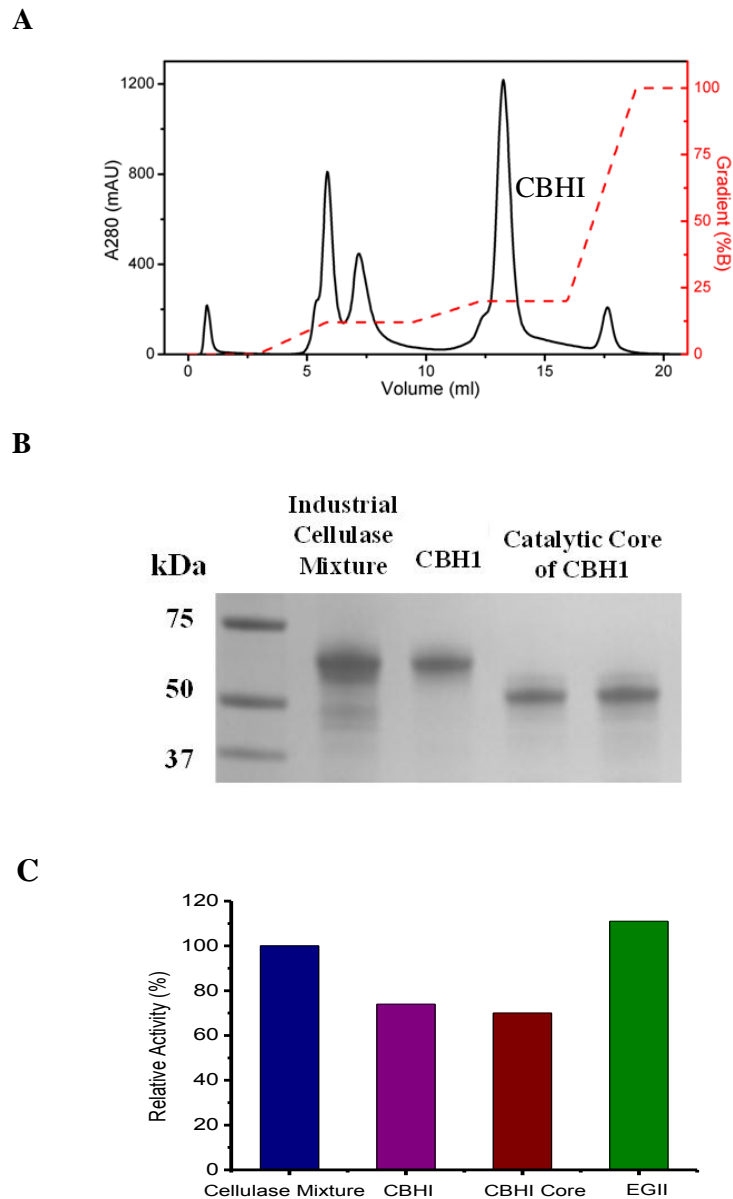 A
1200
800
400
0
A280 (mAU)
CBHI
100
75
50
25
0
Gradient (%B)
0 5 10 15 20
Volume (ml)
B
kDa
Industrial
Cellulase
Mixture
CBH1
Catalytic Core
of CBH1
75
50
37
C
120
100
80
60
40
20
0
Relative Activity (%)
Cellulase Mixture CBHI CBHI Core EGII